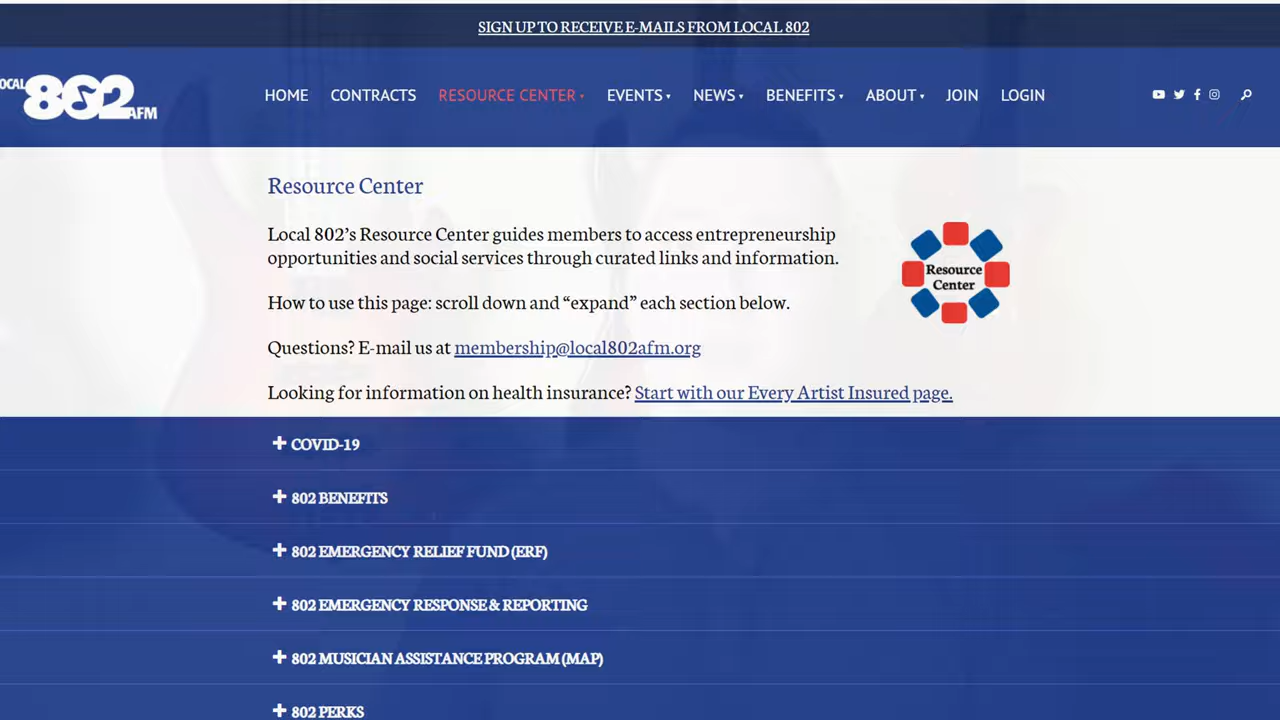 SIGN UP TO RECEIVE E-MAILS FROM LOCAL 802
LOCAL 802 AFM
HOME CONTRACTS RESOURCE CENTER EVENTS NEWS BENEFITS ABOUT JOIN LOGIN
Resource Center
Local 802’s Resource Center guides members to access entrepreneurship
opportunities and social services through curated links and information.
Resource
Center
How to use this page: scroll down and “expand” each section below.
Questions? E-mail us at membership@local802afm.org
Looking for information on health insurance? Start with our Every Artist Insured page.
COVID-19
802 BENEFITS
802 EMERGENCY RELIEF FUND (ERF)
802 EMERGENCY RESPONSE & REPORTING
802 MUSICIAN ASSISTANCE PROGRAM (MAP)
802 PERKS